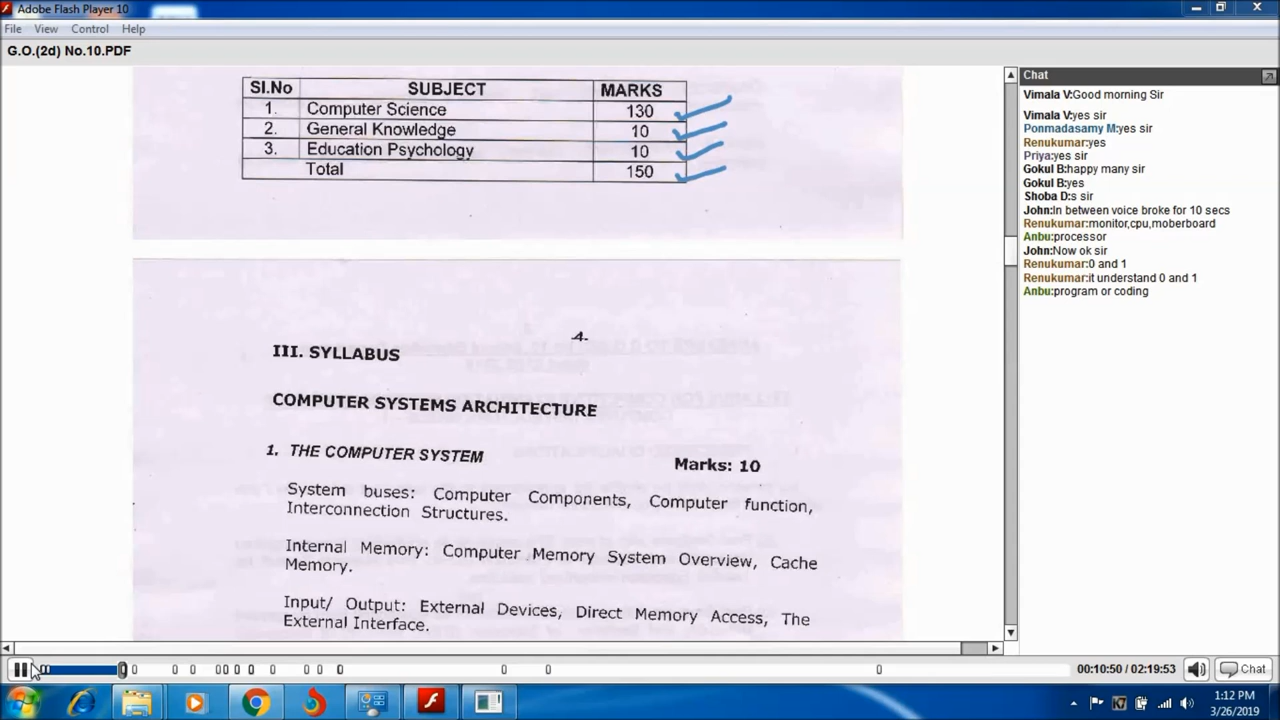 Adobe Flash Player 10
File View Control Help
G.O.(2d) No.10.PDF
Sl.No SUBJECT MARKS
1. Computer Science 130
2. General Knowledge 10
3. Education Psychology 10
Total 150
-4-
III. SYLLABUS
COMPUTER SYSTEMS ARCHITECTURE
1. THE COMPUTER SYSTEM Marks: 10
System buses: Computer Components, Computer function,
Interconnection Structures.
Internal Memory: Computer Memory System Overview, Cache
Memory.
Input/ Output: External Devices, Direct Memory Access, The
External Interface.
Chat
Vimala V:Good morning Sir
Vimala V:yes sir
Ponmadasamy M:yes sir
Renukumar:yes
Priya:yes sir
Gokul B:happy many sir
Gokul B:yes
Shoba D:s sir
John:In between voice broke for 10 secs
Renukumar:monitor,cpu,moberboard
Anbu:processor
John:Now ok sir
Renukumar:0 and 1
Renukumar:it understand 0 and 1
Anbu:program or coding
00:10:50 / 02:19:53
Chat
1:12 PM
3/26/2019